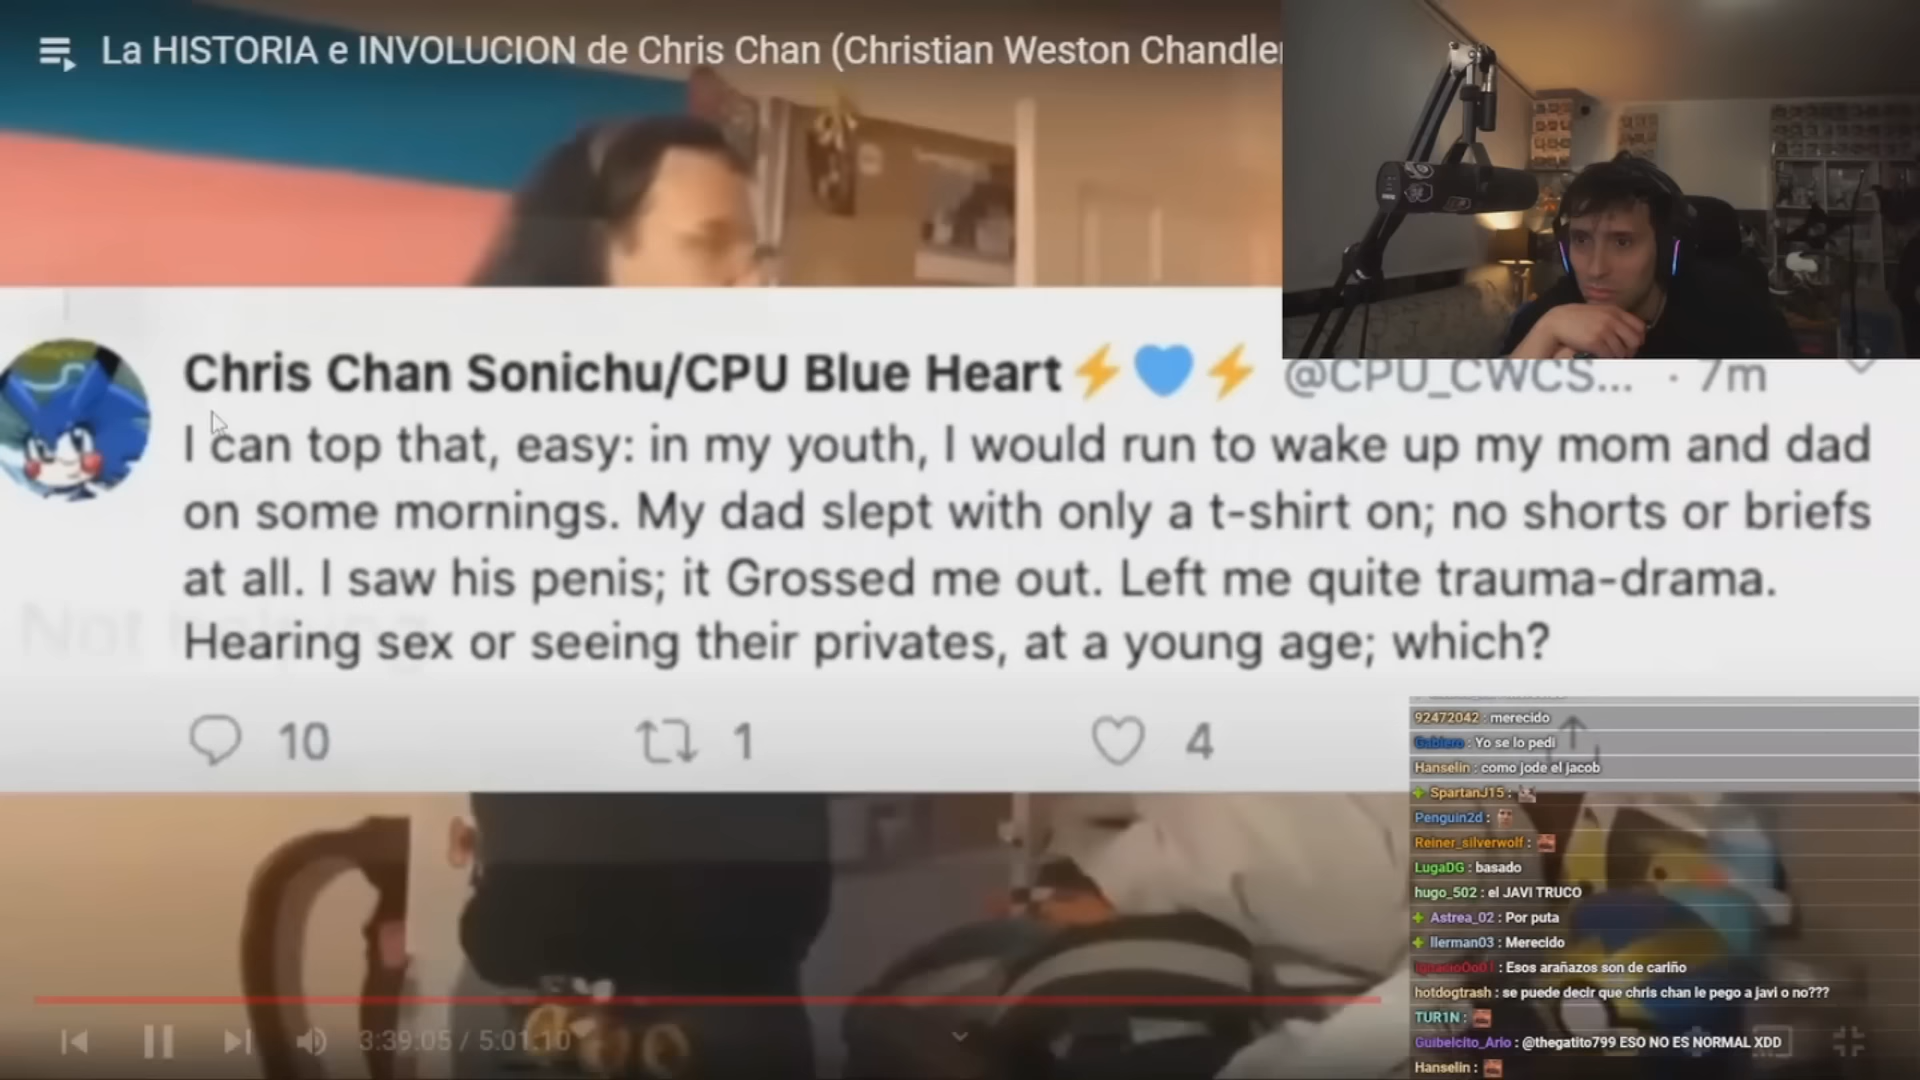 La HISTORIA e INVOLUCION de Chris Chan (Christian Weston Chandler
Chris Chan Sonichu/CPU Blue Heart⚡💙⚡ @CPU_CWCS... · 7m
I can top that, easy: in my youth, I would run to wake up my mom and dad
on some mornings. My dad slept with only a t-shirt on; no shorts or briefs
at all. I saw his penis; it Grossed me out. Left me quite trauma-drama.
Hearing sex or seeing their privates, at a young age; which?
10 1 4
Not
3:39:05 / 5:01:10
92472042 : merecido
Gabiero : Yo se lo pedi
Hanselin : como jode el jacob
SpartanJ15 :
Penguin2d :
Reiner_silverwolf :
LugaDG : basado
hugo_502 : el JAVI TRUCO
Astrea_02 : Por puta
llerman03 : Merecido
: Esos arañazos son de cariño
hotdogtrash : se puede decir que chris chan le pego a javi o no???
TUR1N :
Guibelcito_Ario : @thegatito799 ESO NO ES NORMAL XDD
Hanselin :